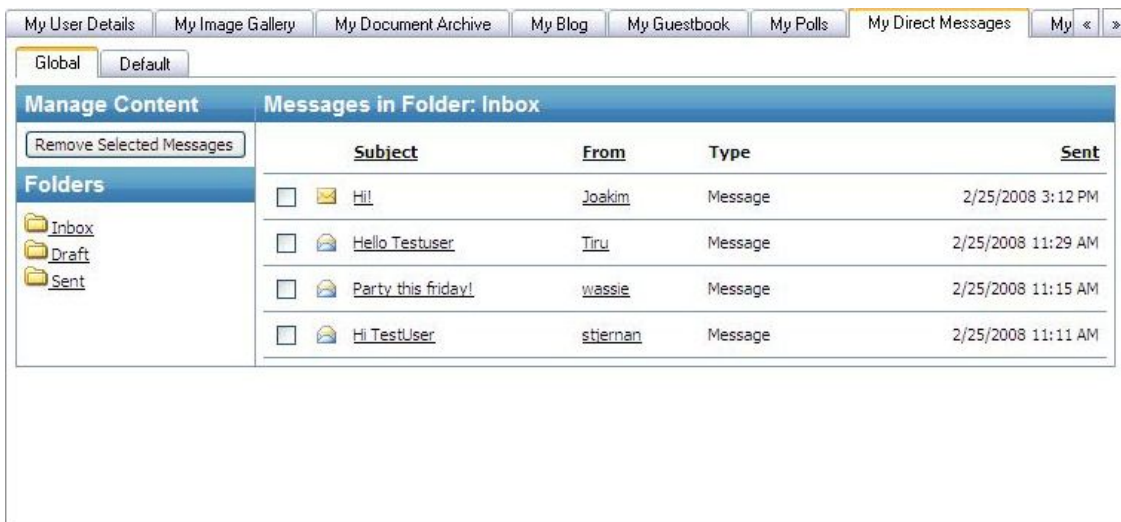 My User Details My Image Gallery My Document Archive My Blog My Guestbook My Polls My Direct Messages My « »
Global Default
Manage Content Messages in Folder: Inbox
Remove Selected Messages
Subject From Type Sent
Folders
Hi! Joakim Message 2/25/2008 3:12 PM
Inbox
Hello Testuser Tiru Message 2/25/2008 11:29 AM
Draft
Sent
Party this friday! wassie Message 2/25/2008 11:15 AM
Hi TestUser stjernan Message 2/25/2008 11:11 AM